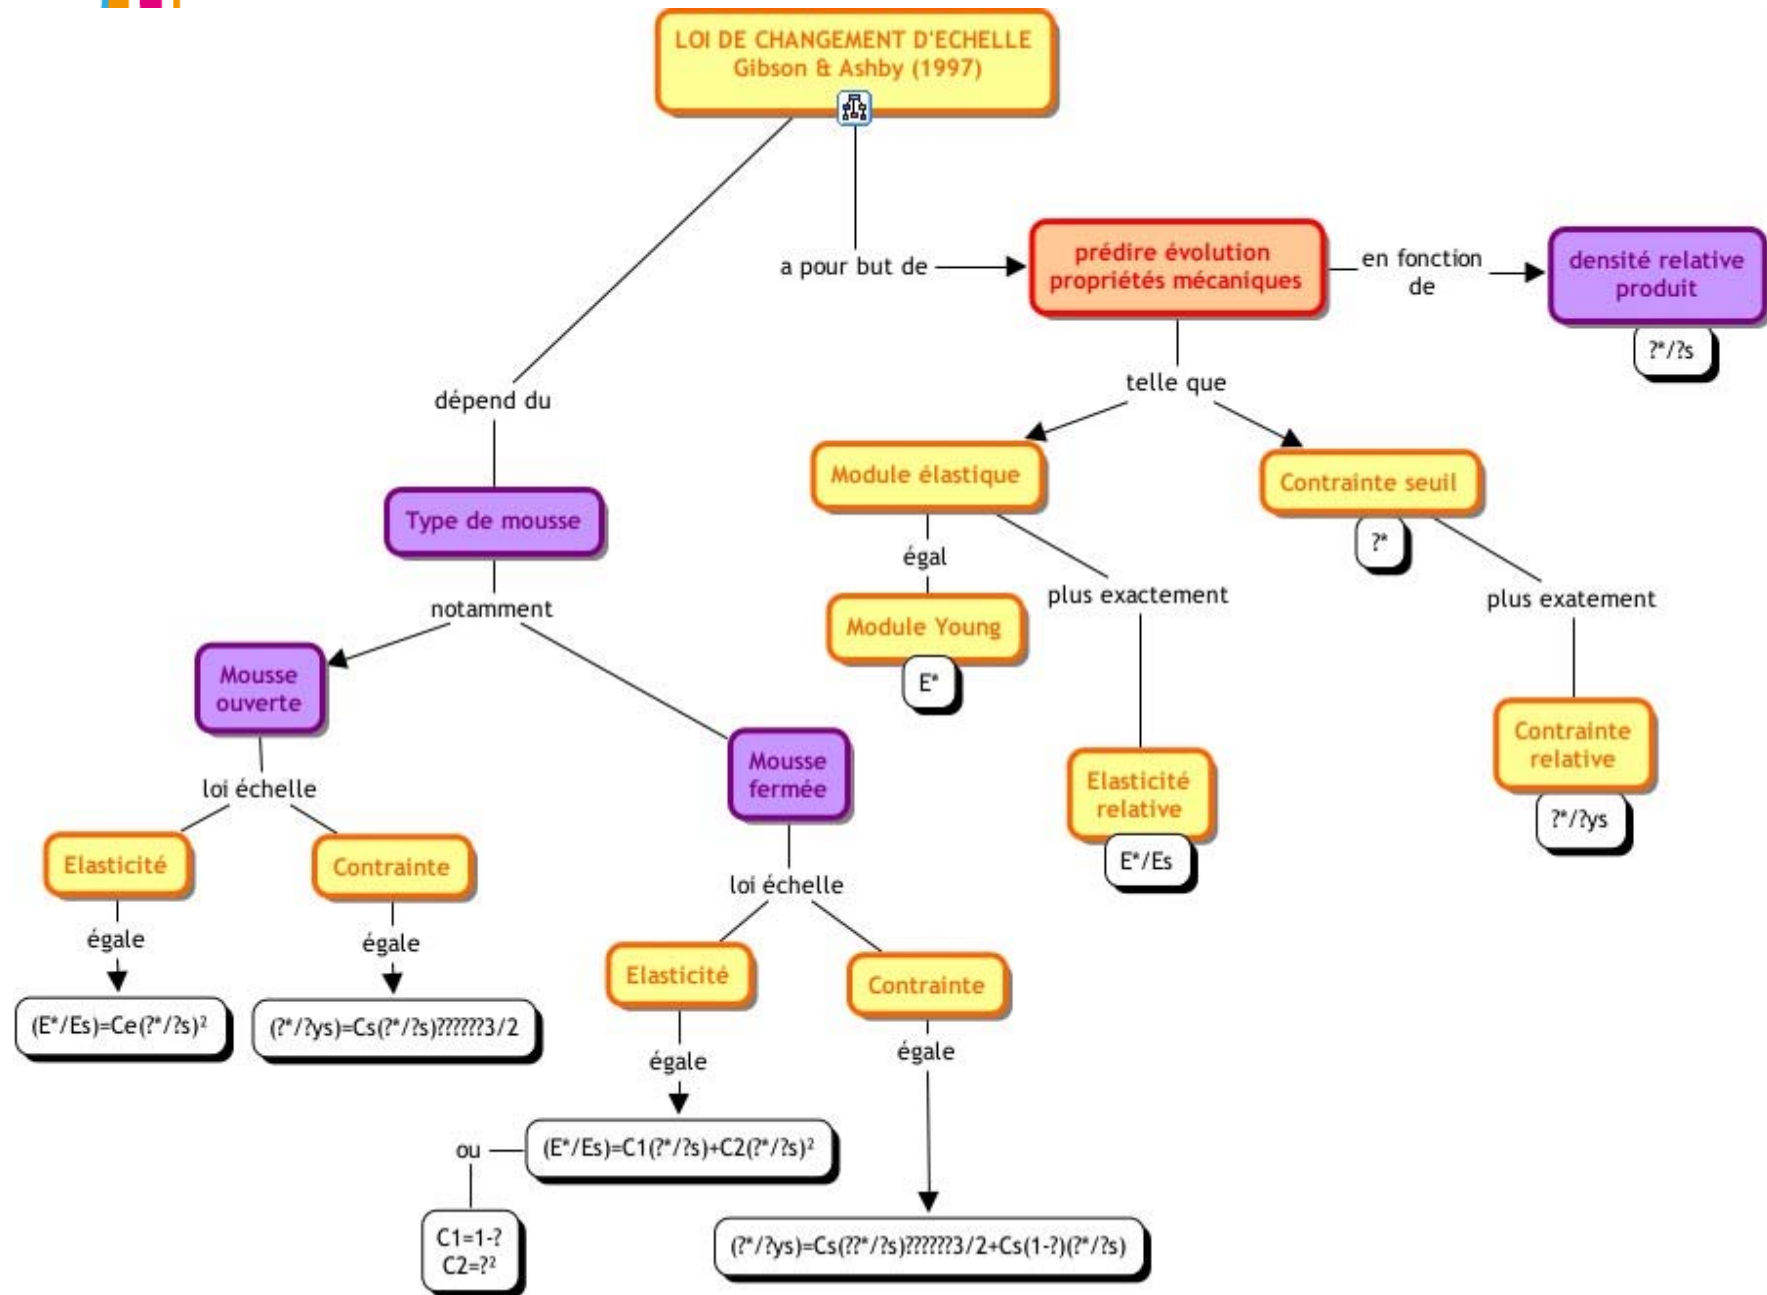 LOI DE CHANGEMENT D'ECHELLE
Gibson & Ashby (1997)
a pour but de
prédire évolution
propriétés mécaniques
en fonction
de
densité relative
produit
?*/?s
telle que
dépend du
Module élastique
Contrainte seuil
?*
Type de mousse
égal
plus exactement
plus exatement
Module Young
E*
notamment
Mousse
ouverte
Mousse
fermée
Elasticité
relative
E*/Es
Contrainte
relative
?*/?ys
loi échelle
Elasticité
Contrainte
égale
égale
(E*/Es)=Ce(?*/?s)²
(?*/?ys)=Cs(?*/?s)??????3/2
loi échelle
Elasticité
Contrainte
égale
égale
ou
(E*/Es)=C1(?*/?s)+C2(?*/?s)²
C1=1-?
C2=?²
(?*/?ys)=Cs(??*/?s)??????3/2+Cs(1-?)(?*/?s)